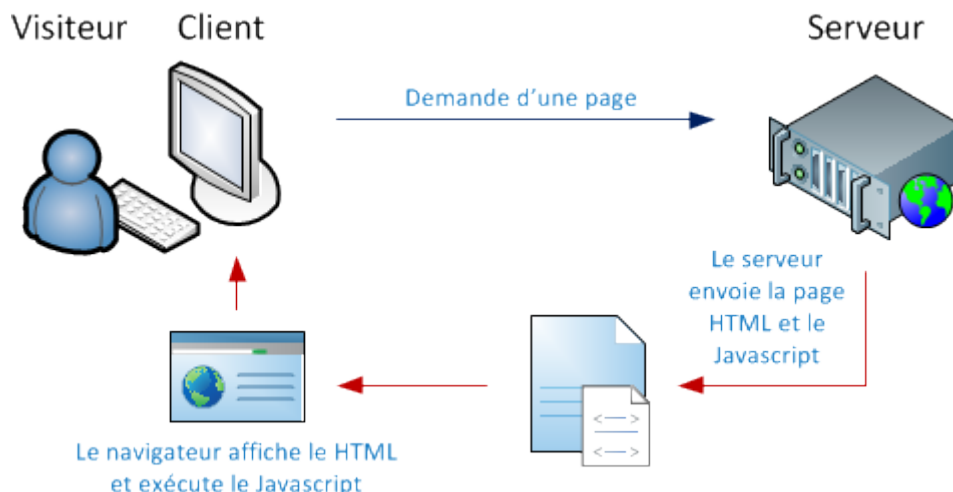 Visiteur Client Serveur
Demande d'une page
Le serveur
envoie la page
HTML et le
Javascript
<—>
<—>
Le navigateur affiche le HTML
et exécute le Javascript